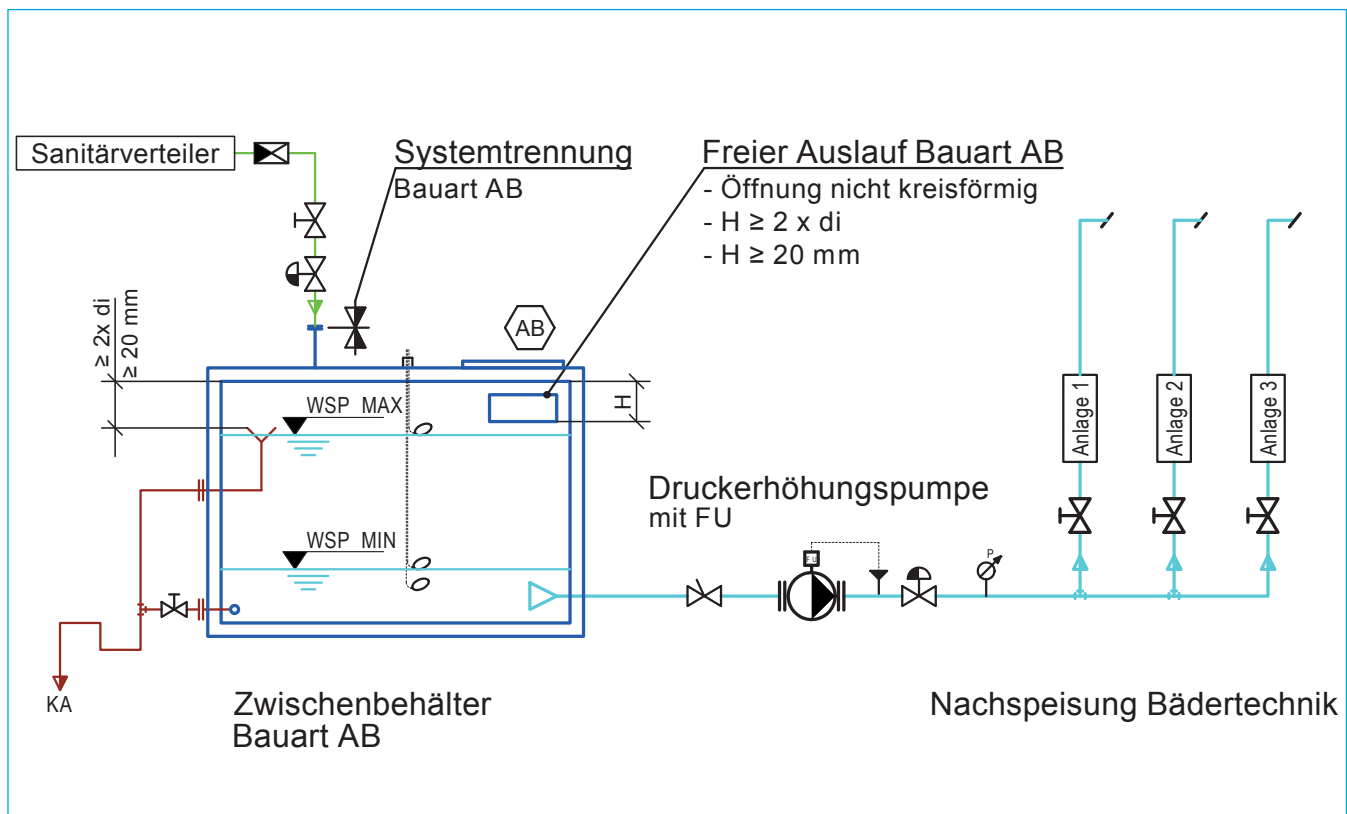 Sanitärverteiler
Systemtrennung
Bauart AB
Freier Auslauf Bauart AB
- Öffnung nicht kreisförmig
- H ≥ 2 x di
- H ≥ 20 mm
≥ 2x di
≥ 20 mm
AB
WSP MAX
H
WSP MIN
Druckerhöhungspumpe
mit FU
FU
P
Anlage 1
Anlage 2
Anlage 3
KA
Zwischenbehälter
Bauart AB
Nachspeisung Bädertechnik